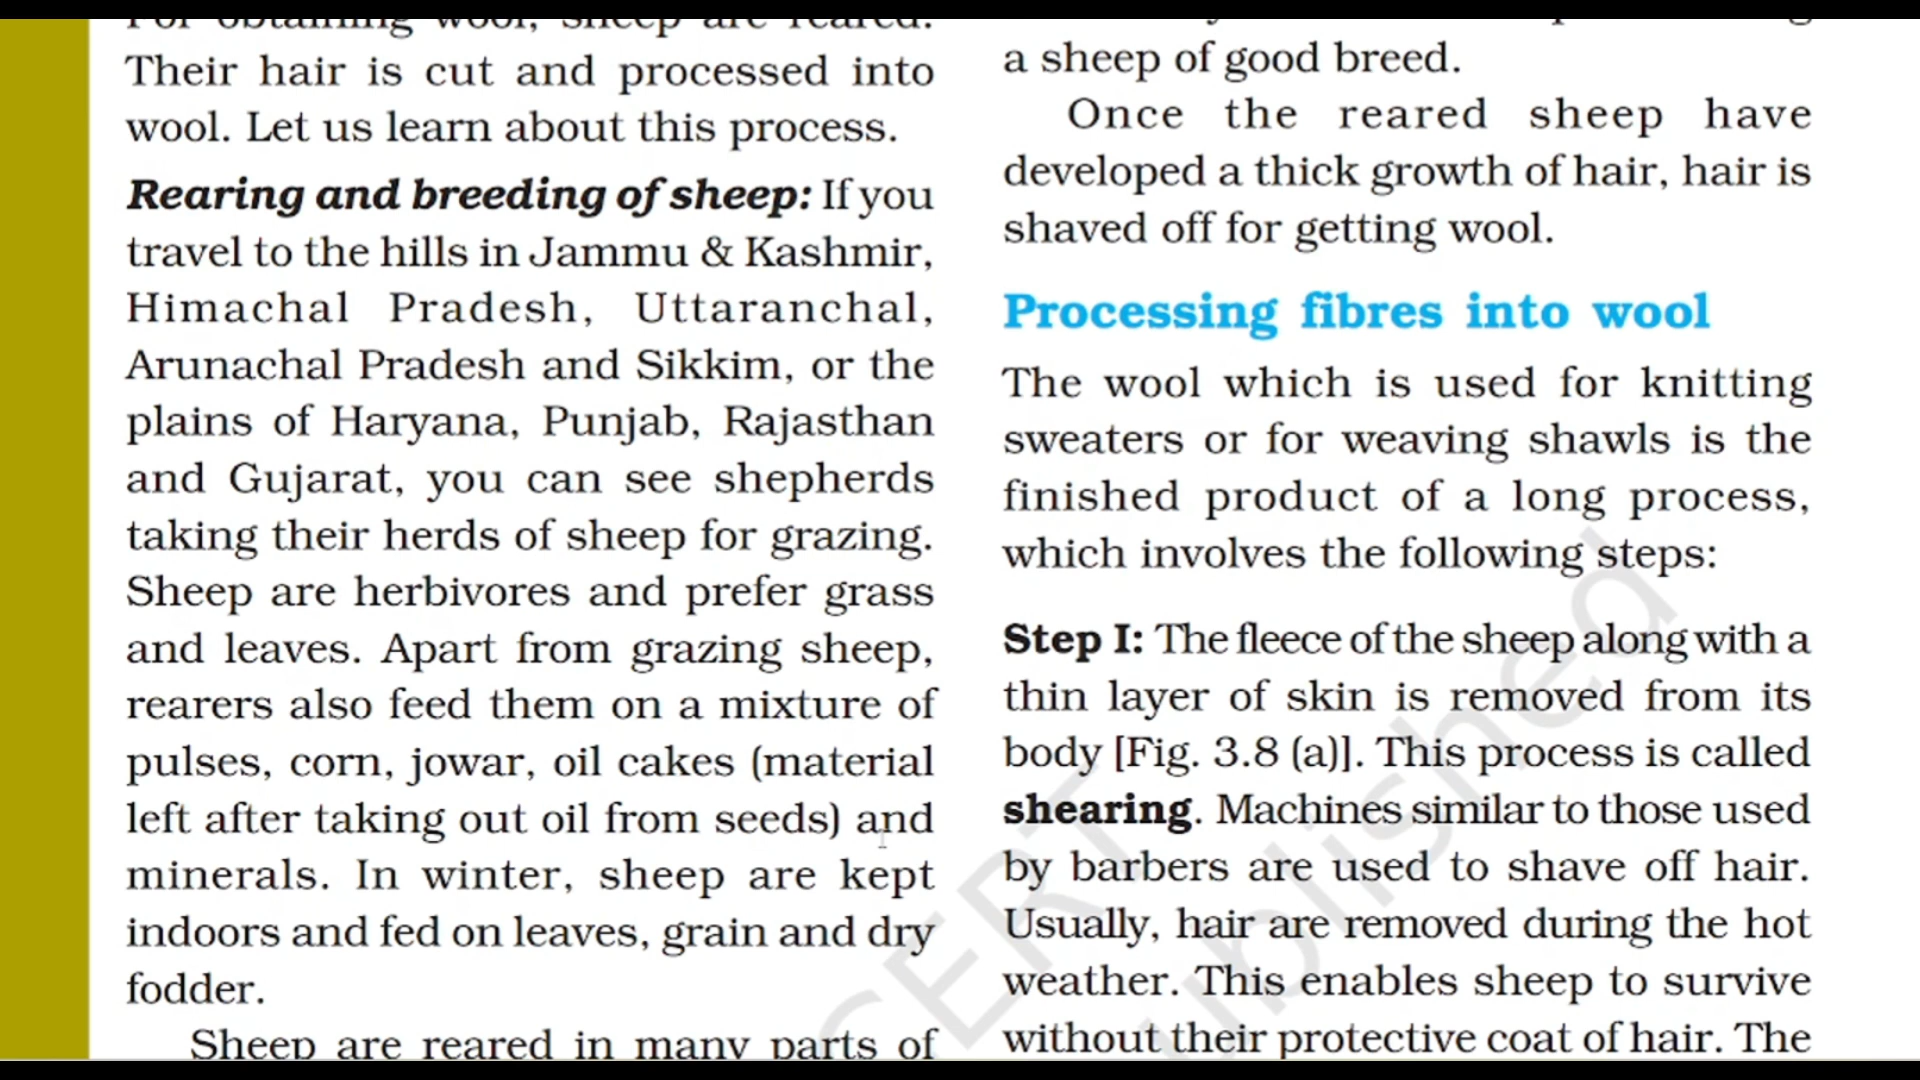 For obtaining wool, sheep are reared.
Their hair is cut and processed into
wool. Let us learn about this process.
Rearing and breeding of sheep: If you
travel to the hills in Jammu & Kashmir,
Himachal Pradesh, Uttaranchal,
Arunachal Pradesh and Sikkim, or the
plains of Haryana, Punjab, Rajasthan
and Gujarat, you can see shepherds
taking their herds of sheep for grazing.
Sheep are herbivores and prefer grass
and leaves. Apart from grazing sheep,
rearers also feed them on a mixture of
pulses, corn, jowar, oil cakes (material
left after taking out oil from seeds) and
minerals. In winter, sheep are kept
indoors and fed on leaves, grain and dry
fodder.
Sheep are reared in many parts of
a sheep of good breed.
Once the reared sheep have
developed a thick growth of hair, hair is
shaved off for getting wool.
Processing fibres into wool
The wool which is used for knitting
sweaters or for weaving shawls is the
finished product of a long process,
which involves the following steps:
Step I: The fleece of the sheep along with a
thin layer of skin is removed from its
body [Fig. 3.8 (a)]. This process is called
shearing. Machines similar to those used
by barbers are used to shave off hair.
Usually, hair are removed during the hot
weather. This enables sheep to survive
without their protective coat of hair. The